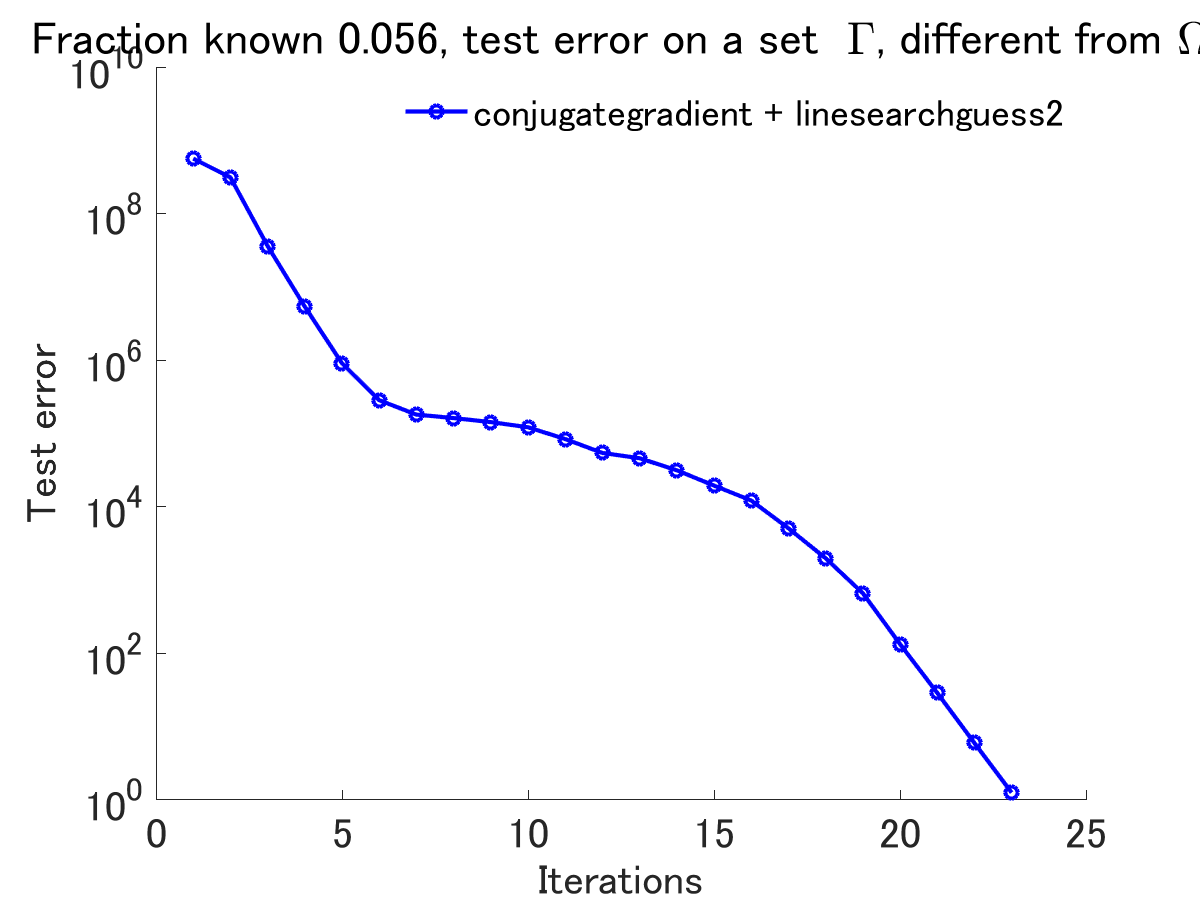 Fraction known 0.056, test error on a set Γ, different from Ω
10^10
conjugategradient + linesearchguess2
10^8
10^6
10^4
10^2
10^0
Test error
0 5 10 15 20 25
Iterations